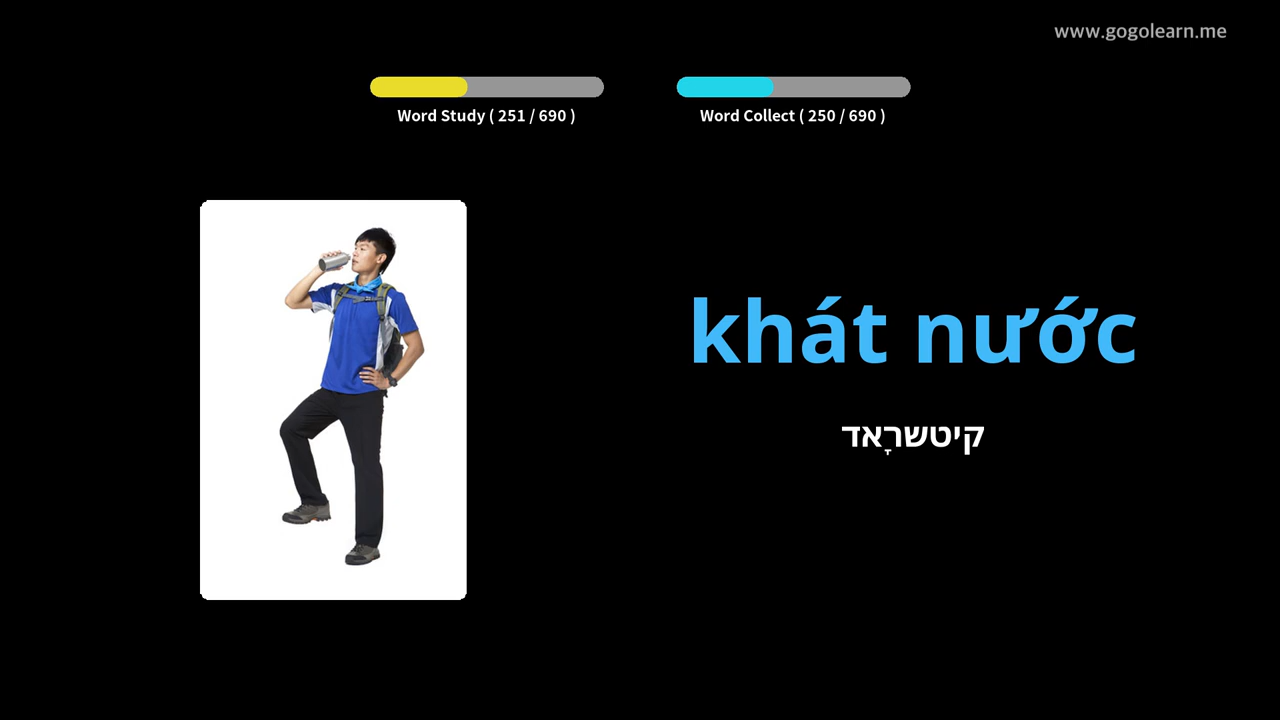 www.gogolearn.me
Word Study ( 251 / 690 )
Word Collect ( 250 / 690 )
khát nước
קיטשרָאד